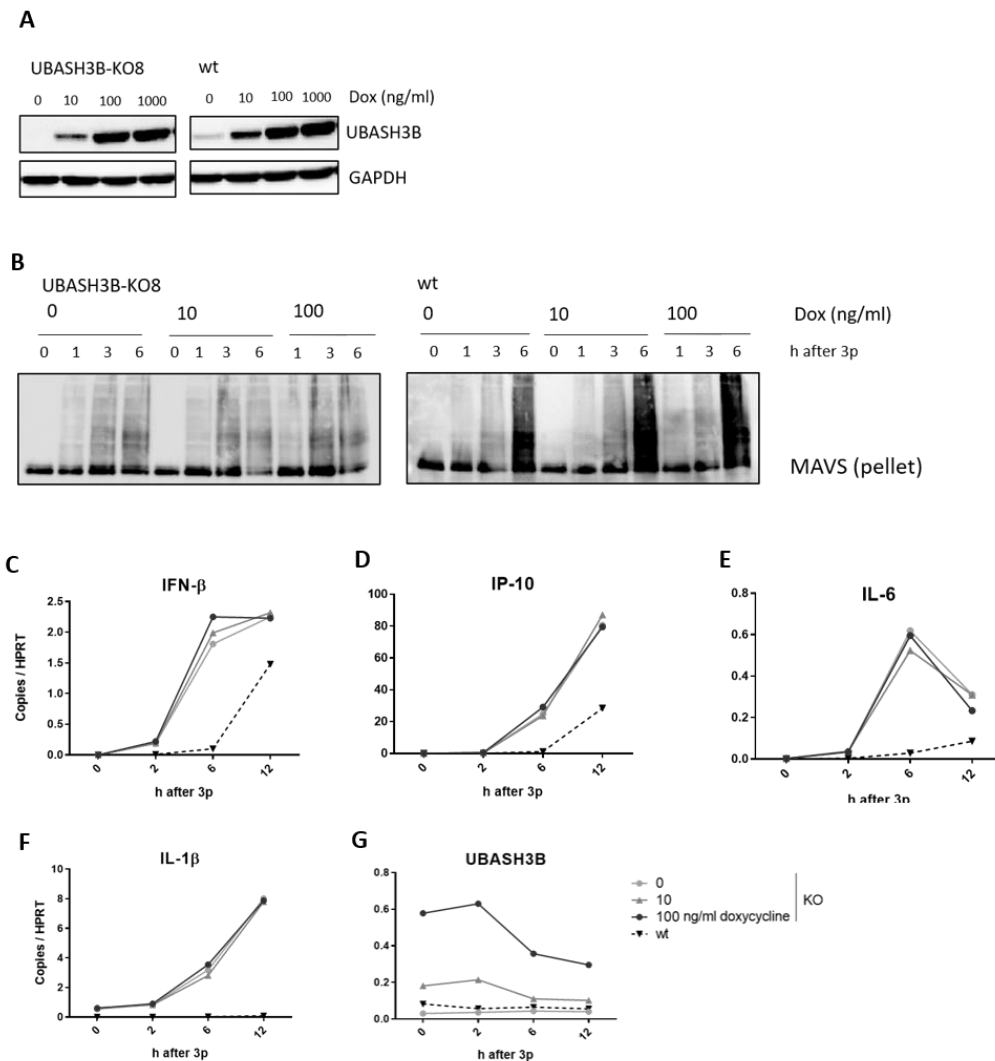 A
UBASH3B-KO8 wt
0 10 100 1000 0 10 100 1000 Dox (ng/ml)
UBASH3B
GAPDH
B
UBASH3B-KO8 wt
0 10 100 0 10 100 Dox (ng/ml)
0 1 3 6 0 1 3 6 1 3 6 0 1 3 6 0 1 3 6 1 3 6 h after 3p
MAVS (pellet)
C
IFN-β
Copies / HPRT
2.5
2.0
1.5
1.0
0.5
0.0
0 2 6 12
h after 3p
D
IP-10
100
80
60
40
20
0
0 2 6 12
h after 3p
E
IL-6
0.8
0.6
0.4
0.2
0.0
0 2 6 12
h after 3p
F
IL-1β
Copies / HPRT
10
8
6
4
2
0
0 2 6 12
h after 3p
G
UBASH3B
0.8
0.6
0.4
0.2
0.0
0 2 6 12
h after 3p
0
10
100 ng/ml doxycycline
wt
KO